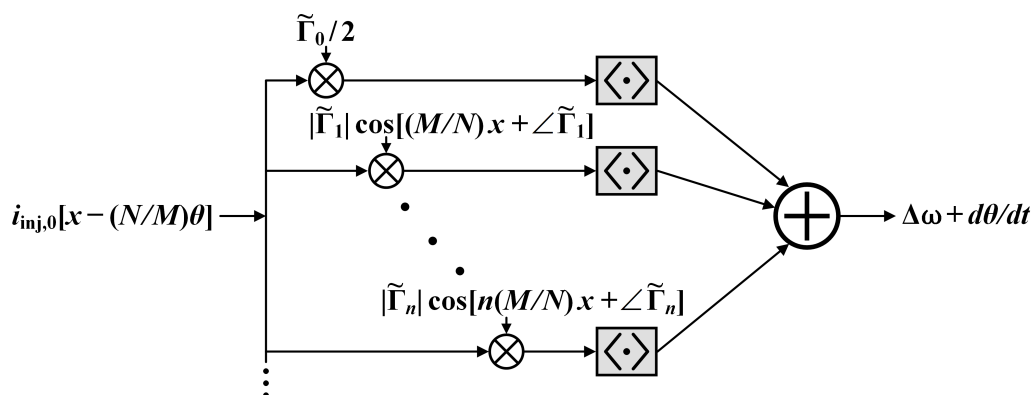 Γ̃₀/2
|Γ̃₁| cos[(M/N) x + ∠Γ̃₁]
⟨·⟩
⟨·⟩
i_inj,0[x − (N/M)θ]
Δω + dθ/dt
|Γ̃ₙ| cos[n(M/N) x + ∠Γ̃ₙ]
⟨·⟩